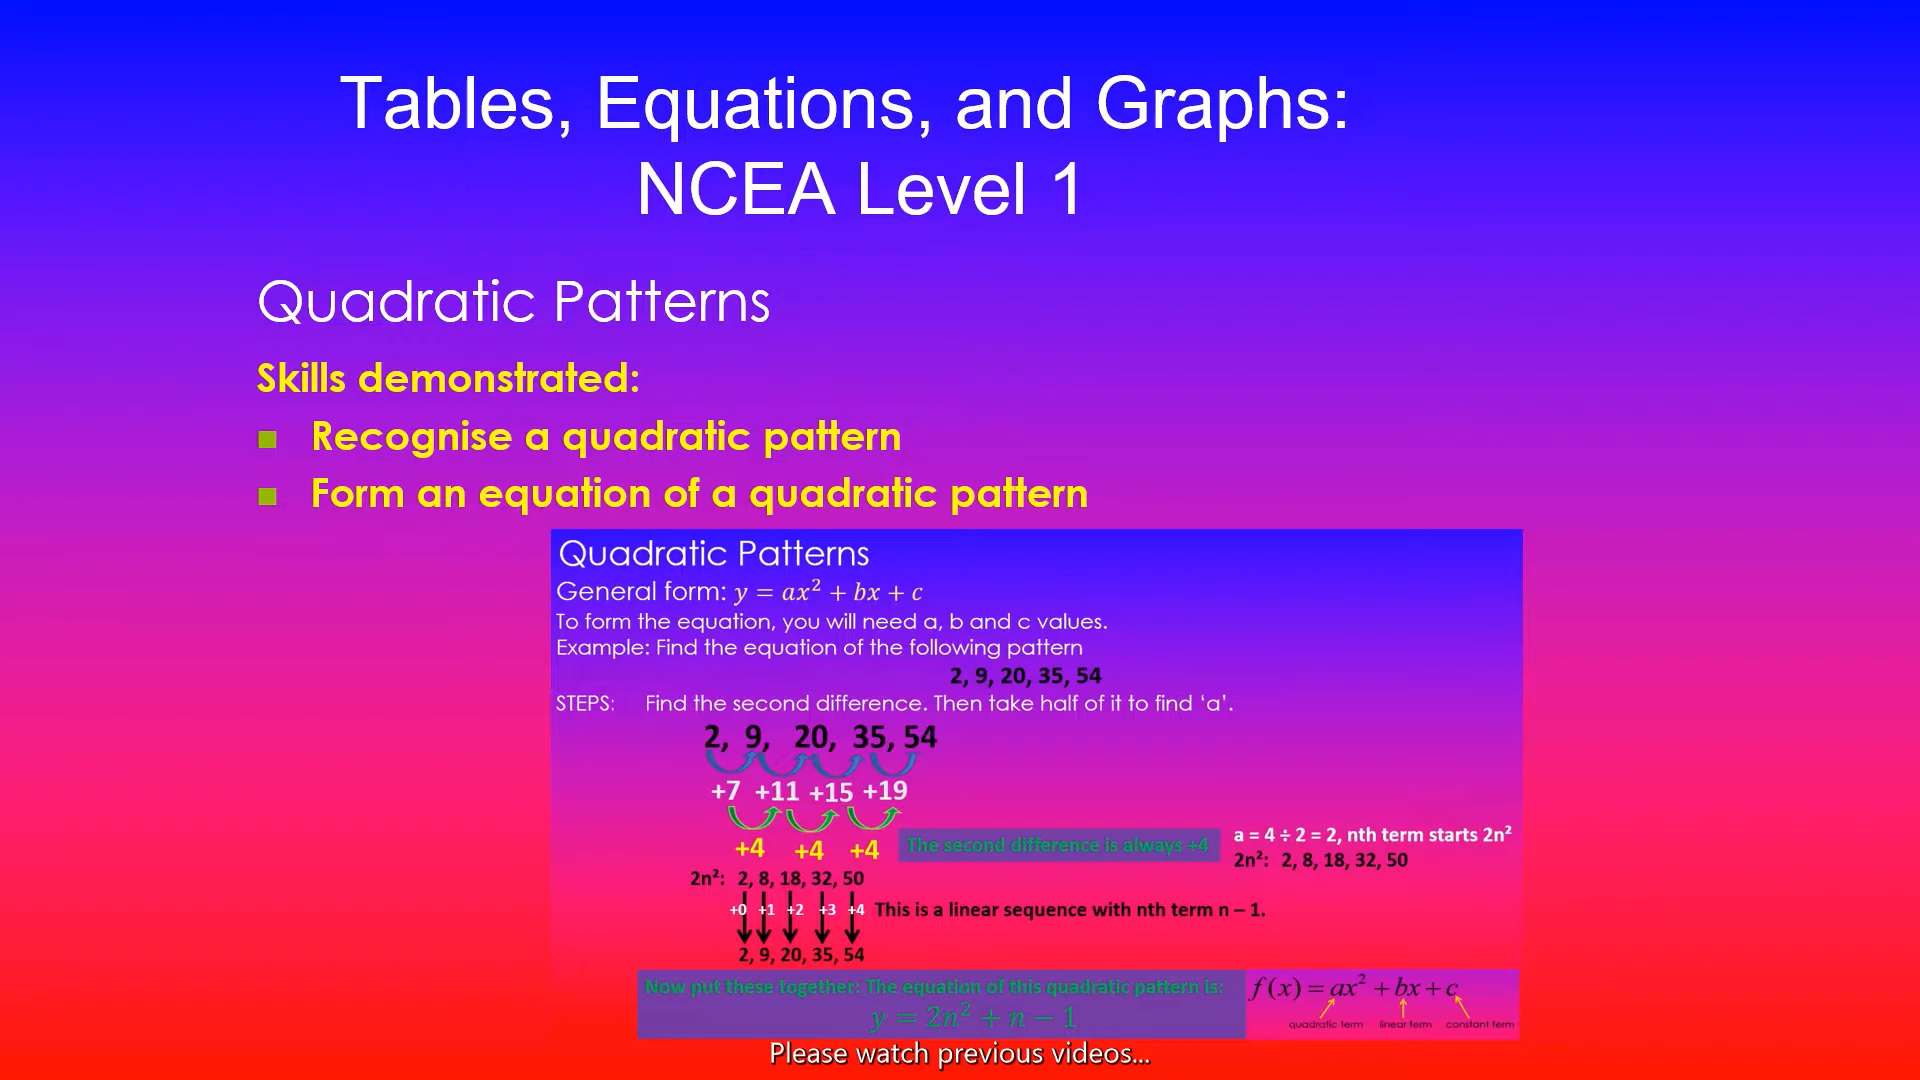 Tables, Equations, and Graphs:
NCEA Level 1
Quadratic Patterns
Skills demonstrated:
■ Recognise a quadratic pattern
■ Form an equation of a quadratic pattern
Quadratic Patterns
General form: y = ax² + bx + c
To form the equation, you will need a, b and c values.
Example: Find the equation of the following pattern
2, 9, 20, 35, 54
STEPS: Find the second difference. Then take half of it to find ‘a’.
2, 9, 20, 35, 54
+7 +11 +15 +19
+4 +4 +4
The second difference is always +4
a = 4 ÷ 2 = 2, nth term starts 2n²
2n²: 2, 8, 18, 32, 50
2n²: 2, 8, 18, 32, 50
+0 +1 +2 +3 +4 This is a linear sequence with nth term n – 1.
2, 9, 20, 35, 54
Now put these together: The equation of this quadratic pattern is:
y = 2n² + n − 1
f(x) = ax² + bx + c
quadratic term linear term constant term
Please watch previous videos...